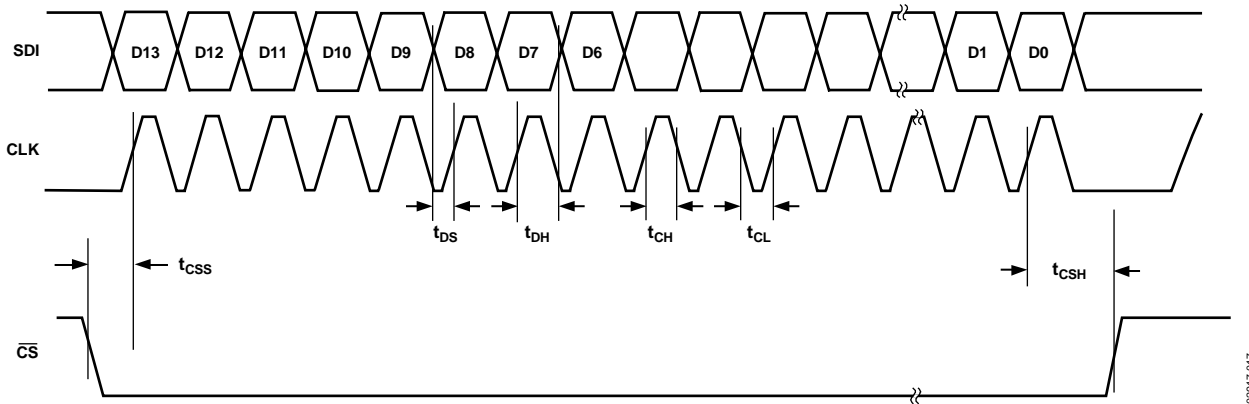 SDI
D13 D12 D11 D10 D9 D8 D7 D6 D1 D0
CLK
tDS tDH tCH tCL
tCSS tCSH
CS